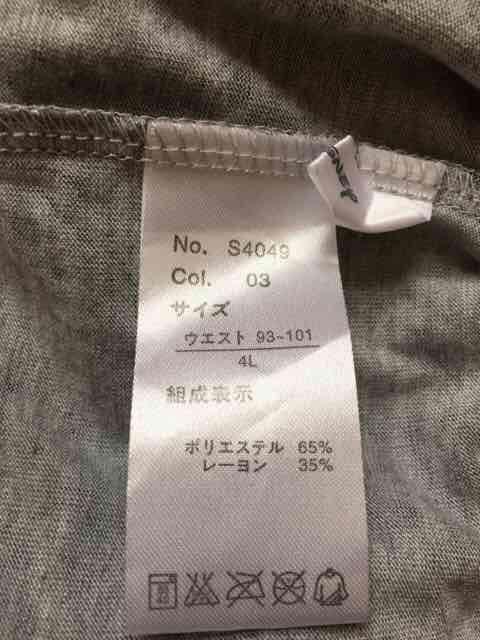 No. S4049
Col. 03
サイズ
ウエスト 93~101
4L
組成表示
ポリエステル 65%
レーヨン 35%